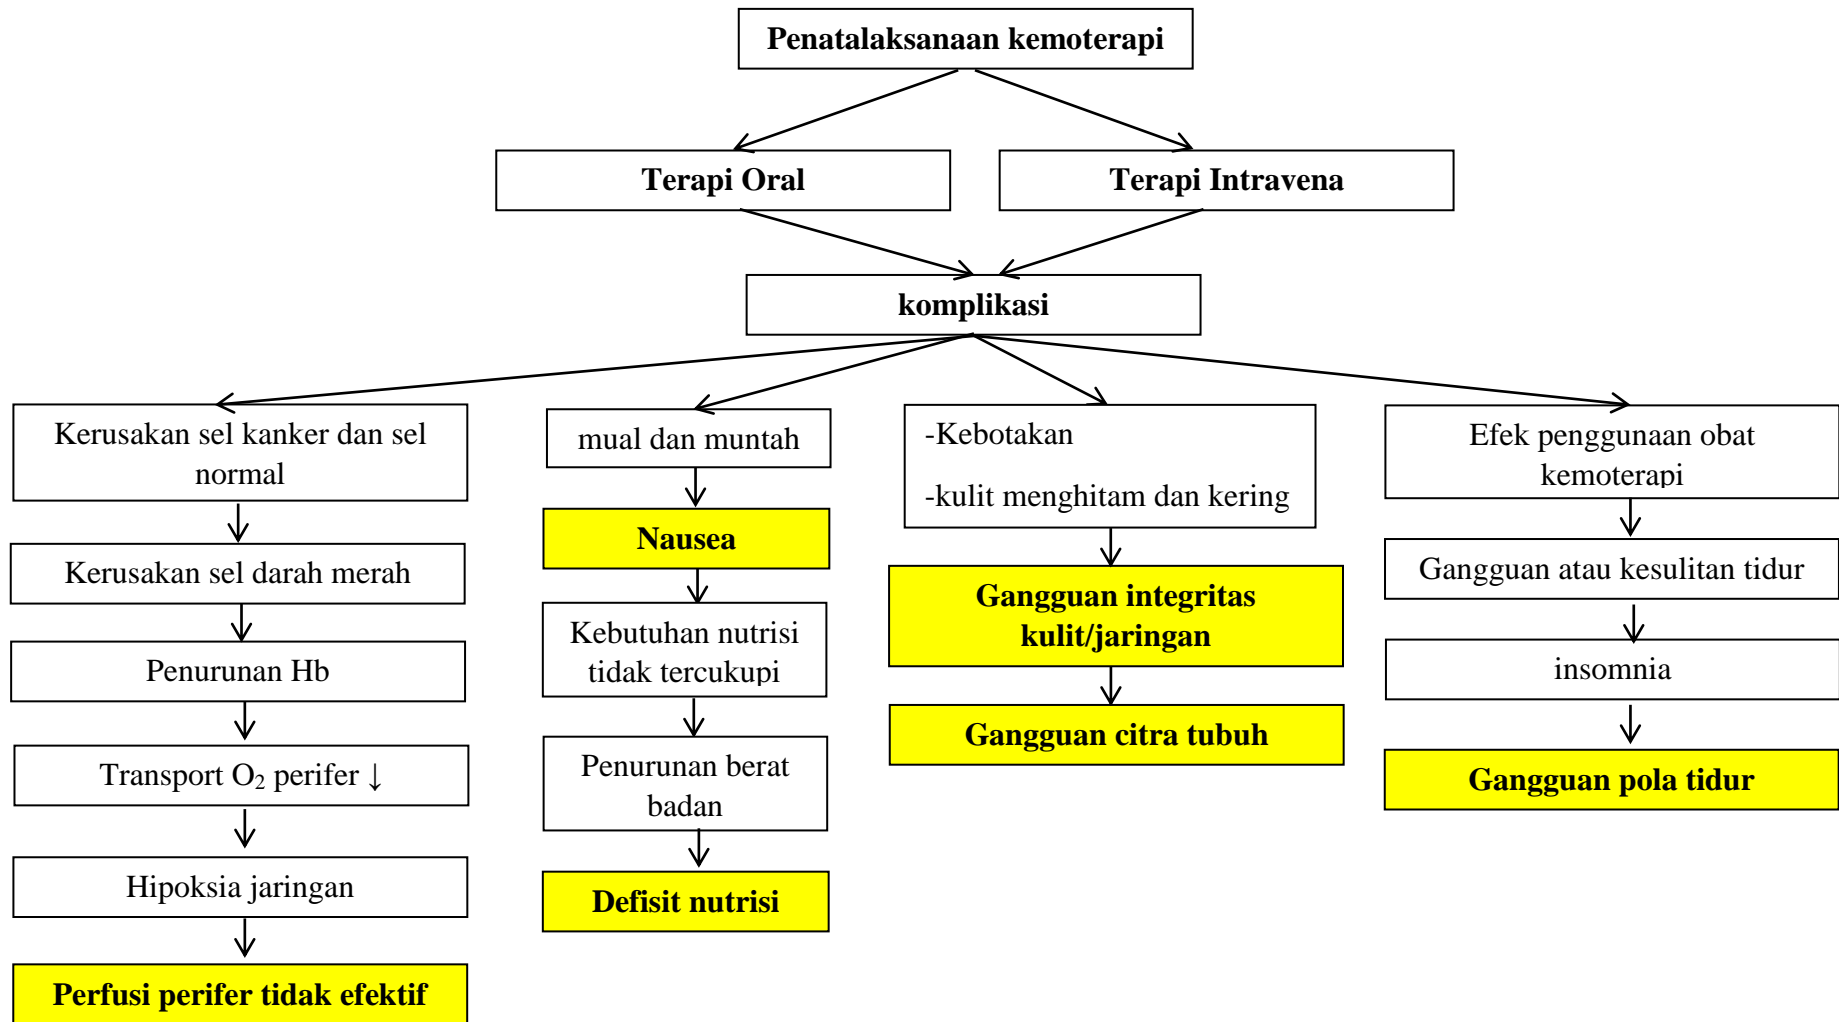 Penatalaksanaan kemoterapi
Terapi Oral
Terapi Intravena
komplikasi
Kerusakan sel kanker dan sel
normal
Kerusakan sel darah merah
Penurunan Hb
Transport O₂ perifer ↓
Hipoksia jaringan
Perfusi perifer tidak efektif
mual dan muntah
Nausea
Kebutuhan nutrisi
tidak tercukupi
Penurunan berat
badan
Defisit nutrisi
-Kebotakan
-kulit menghitam dan kering
Gangguan integritas
kulit/jaringan
Gangguan citra tubuh
Efek penggunaan obat
kemoterapi
Gangguan atau kesulitan tidur
insomnia
Gangguan pola tidur